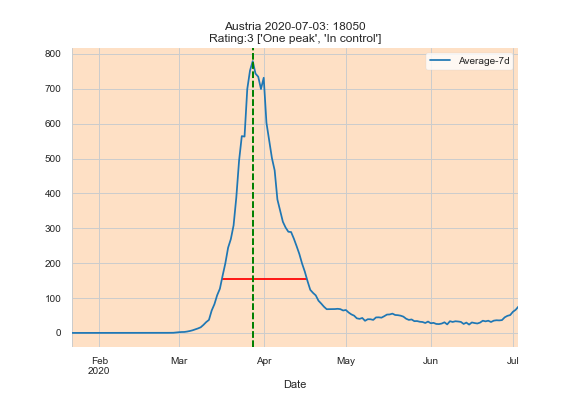 Austria 2020-07-03: 18050
Rating:3 ['One peak', 'In control']
Average-7d
800
700
600
500
400
300
200
100
0
Feb Mar Apr May Jun Jul
2020
Date